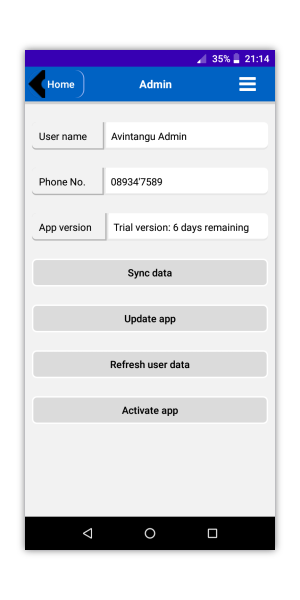 35% 21:14
Home Admin
User name Avintangu Admin
Phone No. 08934'7589
App version Trial version: 6 days remaining
Sync data
Update app
Refresh user data
Activate app